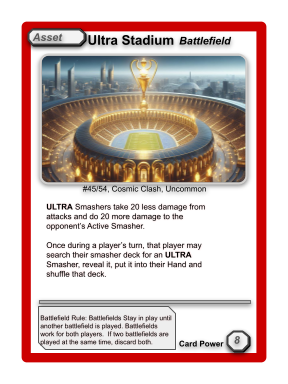 Asset Ultra Stadium Battlefield
#45/54, Cosmic Clash, Uncommon
ULTRA Smashers take 20 less damage from
attacks and do 20 more damage to the
opponent's Active Smasher.
Once during a player's turn, that player may
search their smasher deck for an ULTRA
Smasher, reveal it, put it into their Hand and
shuffle that deck.
Battlefield Rule: Battlefields Stay in play until
another battlefield is played. Battlefields
work for both players. If two battlefields are
played at the same time, discard both.
Card Power 8